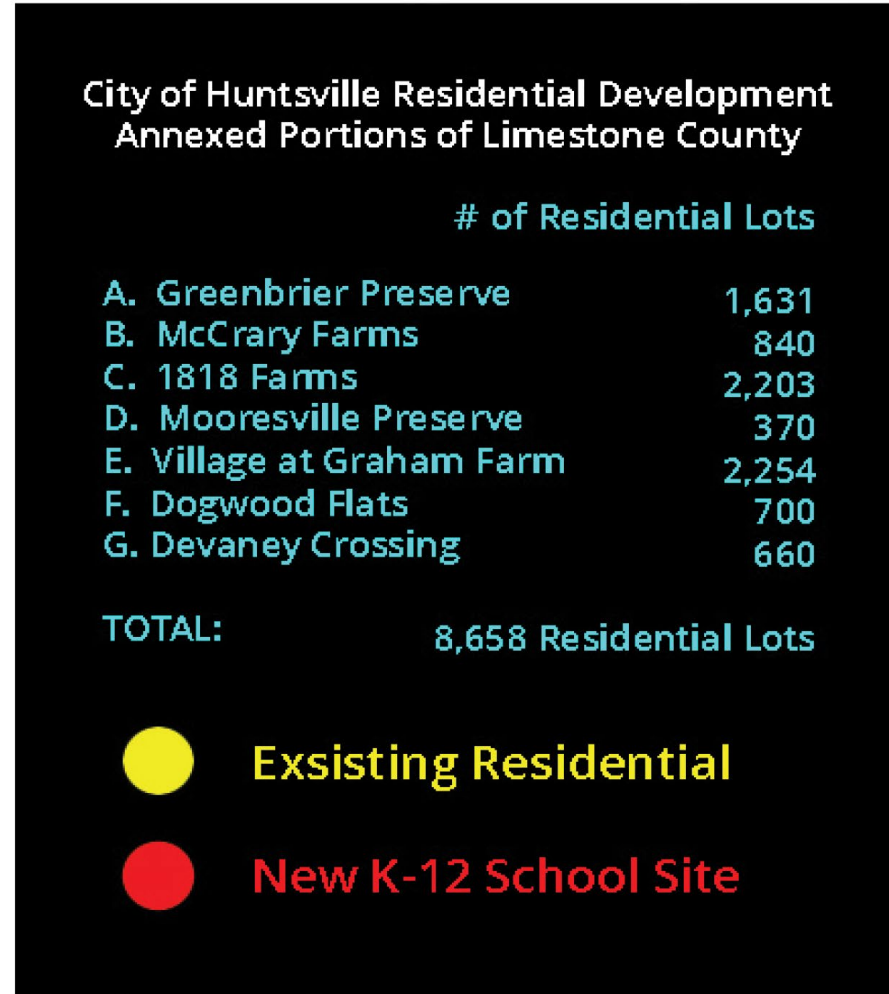 City of Huntsville Residential Development
Annexed Portions of Limestone County
# of Residential Lots
A. Greenbrier Preserve 1,631
B. McCrary Farms 840
C. 1818 Farms 2,203
D. Mooresville Preserve 370
E. Village at Graham Farm 2,254
F. Dogwood Flats 700
G. Devaney Crossing 660
TOTAL: 8,658 Residential Lots
Exsisting Residential
New K-12 School Site